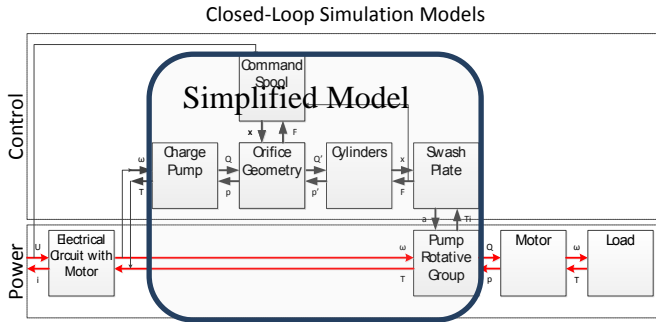 Closed-Loop Simulation Models
Control
Command
Spool
Simplified Model
x
F
ω
T
Charge
Pump
Q
p
Orifice
Geometry
Q'
p'
Cylinders
x
F
Swash
Plate
a
Ti
Power
U
i
Electrical
Circuit with
Motor
ω
T
Pump
Rotative
Group
Q
p
Motor
ω
T
Load